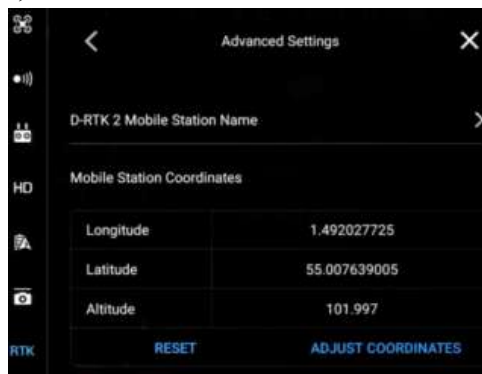 Advanced Settings
D-RTK 2 Mobile Station Name
HD
Mobile Station Coordinates
Longitude 1.492027725
Latitude 55.007639005
Altitude 101.997
RESET ADJUST COORDINATES
RTK